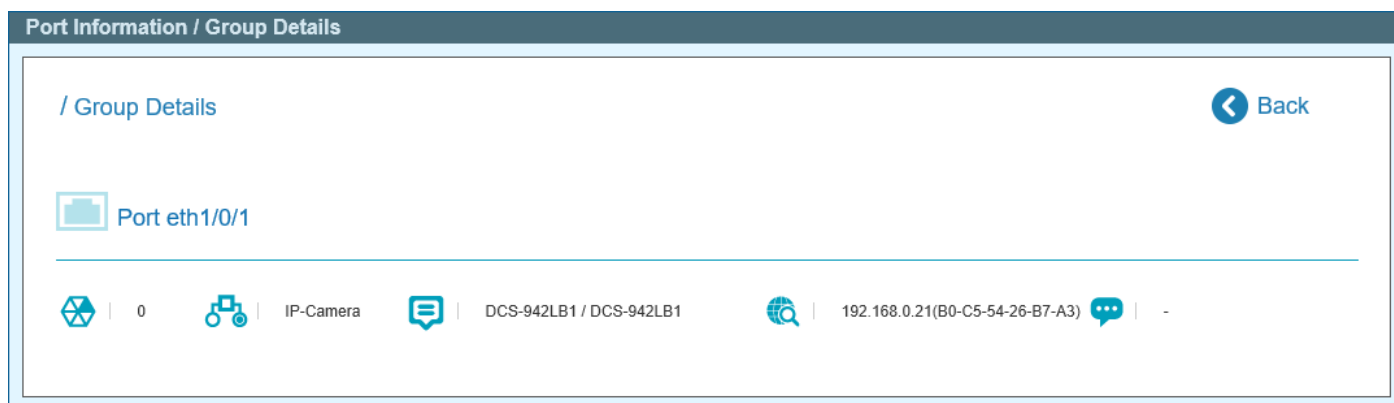 Port Information / Group Details
/ Group Details
Back
Port eth1/0/1
0 IP-Camera DCS-942LB1 / DCS-942LB1 192.168.0.21(B0-C5-54-26-B7-A3) -